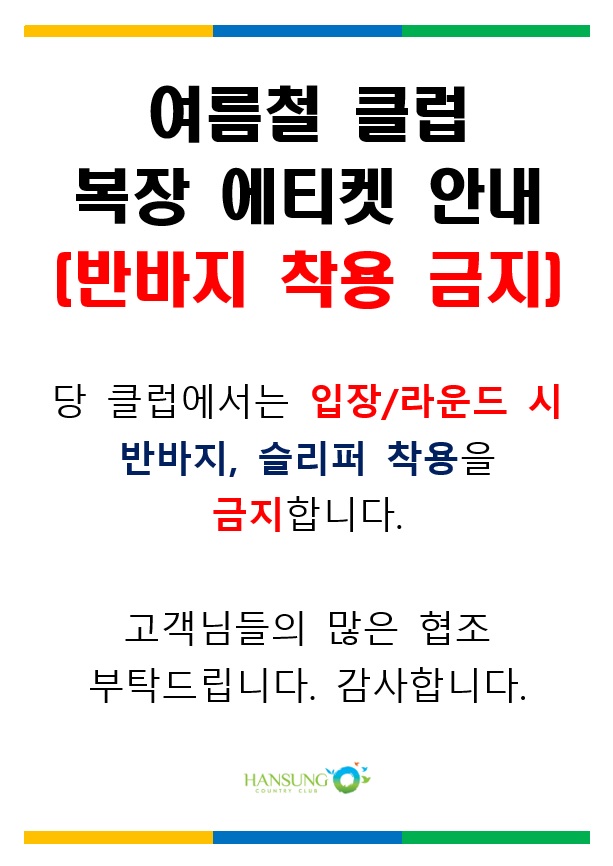 여름철 클럽
복장 에티켓 안내
(반바지 착용 금지)
당 클럽에서는 입장/라운드 시
반바지, 슬리퍼 착용을
금지합니다.
고객님들의 많은 협조
부탁드립니다. 감사합니다.
HANSUNG
COUNTRY CLUB